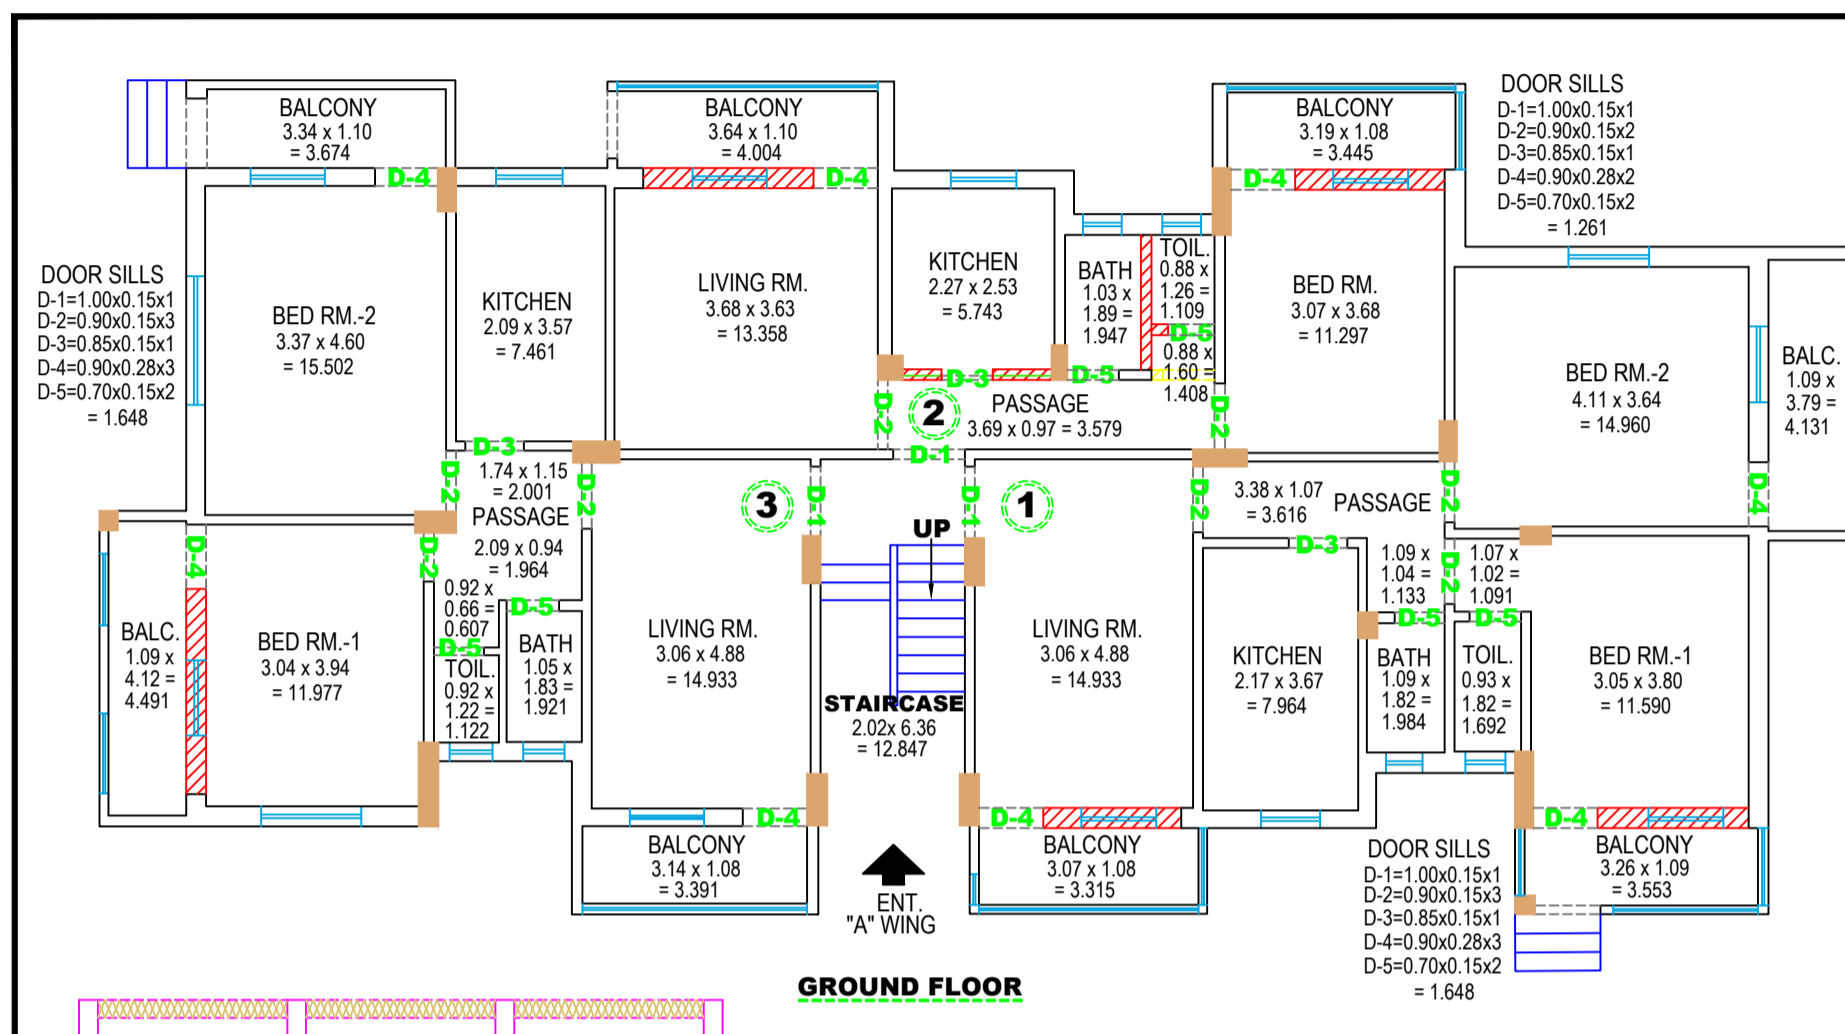 BALCONY
3.34 x 1.10
= 3.674
BALCONY
3.64 x 1.10
= 4.004
BALCONY
3.19 x 1.08
= 3.445
DOOR SILLS
D-1=1.00x0.15x1
D-2=0.90x0.15x2
D-3=0.85x0.15x1
D-4=0.90x0.28x2
D-5=0.70x0.15x2
= 1.261
D-4
D-4
D-4
DOOR SILLS
D-1=1.00x0.15x1
D-2=0.90x0.15x3
D-3=0.85x0.15x1
D-4=0.90x0.28x3
D-5=0.70x0.15x2
= 1.648
BED RM.-2
3.37 x 4.60
= 15.502
KITCHEN
2.09 x 3.57
= 7.461
LIVING RM.
3.68 x 3.63
= 13.358
KITCHEN
2.27 x 2.53
= 5.743
BATH
1.03 x
1.89 =
1.947
TOIL.
0.88 x
1.26 =
1.109
D-5
0.88 x
1.60 =
1.408
BED RM.
3.07 x 3.68
= 11.297
BED RM.-2
4.11 x 3.64
= 14.960
BALC.
1.09 x
3.79 =
4.131
D-3
D-5
D-2
2
PASSAGE
3.69 x 0.97 = 3.579
D-2
D-1
D-3
D-2
1.74 x 1.15
= 2.001
PASSAGE
2.09 x 0.94
= 1.964
D-2
3
D-1
D-1
1
UP
D-2
3.38 x 1.07
= 3.616
PASSAGE
D-2
D-4
D-4
D-2
0.92 x
0.66 =
0.607
D-5
D-5
D-3
1.09 x
1.04 =
1.133
D-2
1.07 x
1.02 =
1.091
D-5
D-5
BALC.
1.09 x
4.12 =
4.491
BED RM.-1
3.04 x 3.94
= 11.977
TOIL.
0.92 x
1.22 =
1.122
BATH
1.05 x
1.83 =
1.921
LIVING RM.
3.06 x 4.88
= 14.933
STAIRCASE
2.02x 6.36
= 12.847
LIVING RM.
3.06 x 4.88
= 14.933
KITCHEN
2.17 x 3.67
= 7.964
BATH
1.09 x
1.82 =
1.984
TOIL.
0.93 x
1.82 =
1.692
BED RM.-1
3.05 x 3.80
= 11.590
D-4
D-4
D-4
BALCONY
3.14 x 1.08
= 3.391
ENT.
"A" WING
BALCONY
3.07 x 1.08
= 3.315
DOOR SILLS
D-1=1.00x0.15x1
D-2=0.90x0.15x3
D-3=0.85x0.15x1
D-4=0.90x0.28x3
D-5=0.70x0.15x2
= 1.648
BALCONY
3.26 x 1.09
= 3.553
GROUND FLOOR